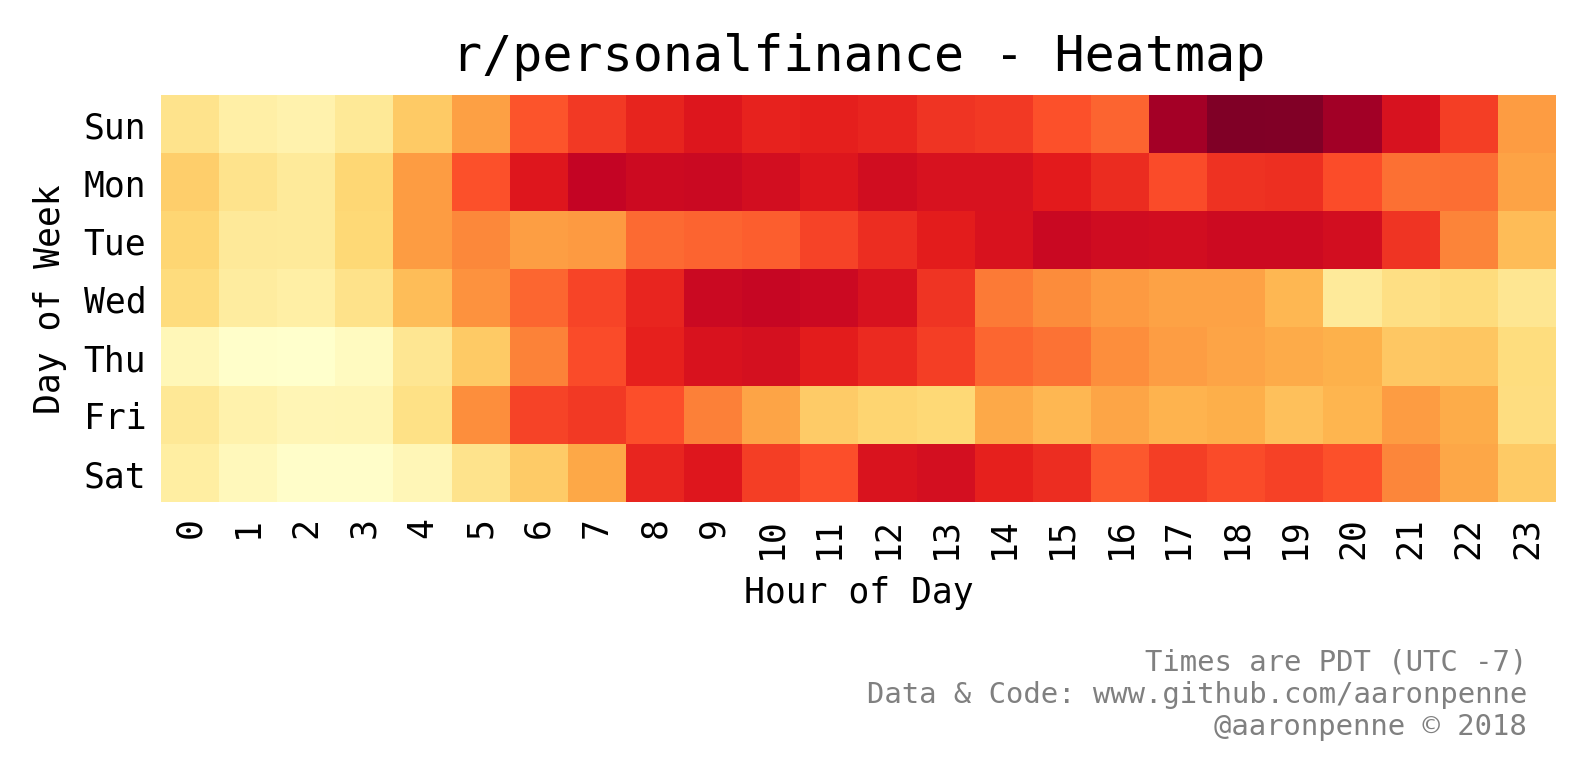 r/personalfinance - Heatmap
Day of Week
Sun
Mon
Tue
Wed
Thu
Fri
Sat
0 1 2 3 4 5 6 7 8 9 10 11 12 13 14 15 16 17 18 19 20 21 22 23
Hour of Day
Times are PDT (UTC -7)
Data & Code: www.github.com/aaronpenne
@aaronpenne © 2018